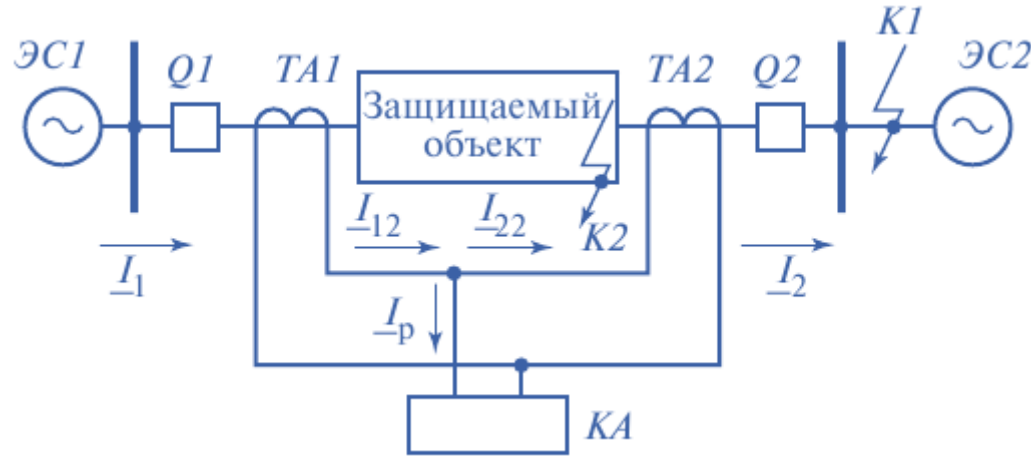 ЭС1
Q1
TA1
TA2
Q2
K1
ЭС2
Защищаемый
объект
I12
I22
K2
I1
I2
Iр
KA